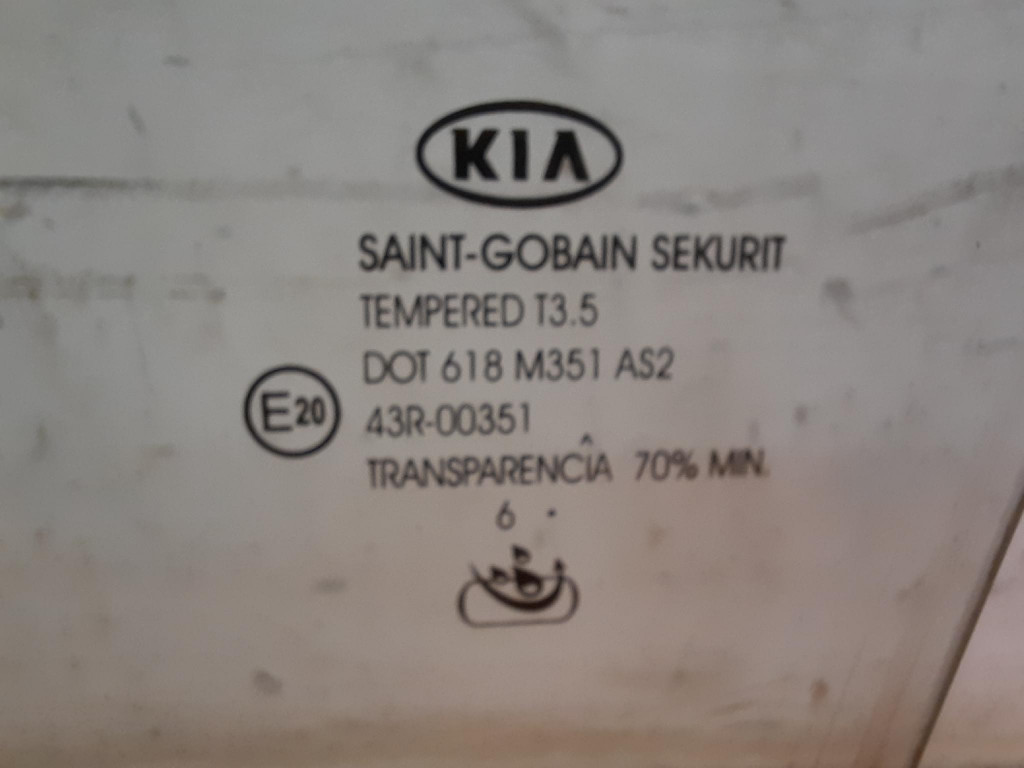 KIA
SAINT-GOBAIN SEKURIT
TEMPERED T3.5
DOT 618 M351 AS2
E20 43R-00351
TRANSPARENCÎA 70% MIN.
6 .